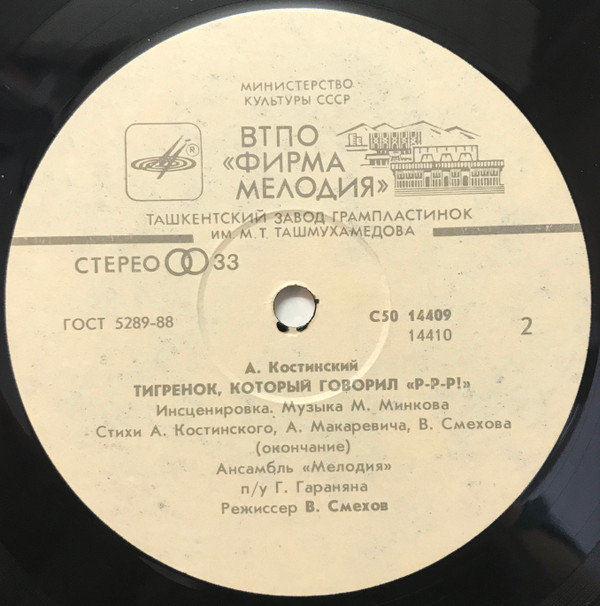 МИНИСТЕРСТВО
КУЛЬТУРЫ СССР
®
ВТПО
«ФИРМА
МЕЛОДИЯ»
ТАШКЕНТСКИЙ ЗАВОД ГРАМПЛАСТИНОК
ИМ М. Т. ТАШМУХАМЕДОВА
СТЕРЕО 33
ГОСТ 5289-88
С50 14409
14410
2
А. Костинский
ТИГРЕНОК, КОТОРЫЙ ГОВОРИЛ «Р-Р-Р!»
Инсценировка. Музыка М. Минкова
Стихи А. Костинского, А. Макаревича, В. Смехова
(окончание)
Ансамбль «Мелодия»
п/у Г. Гараняна
Режиссер В. Смехов